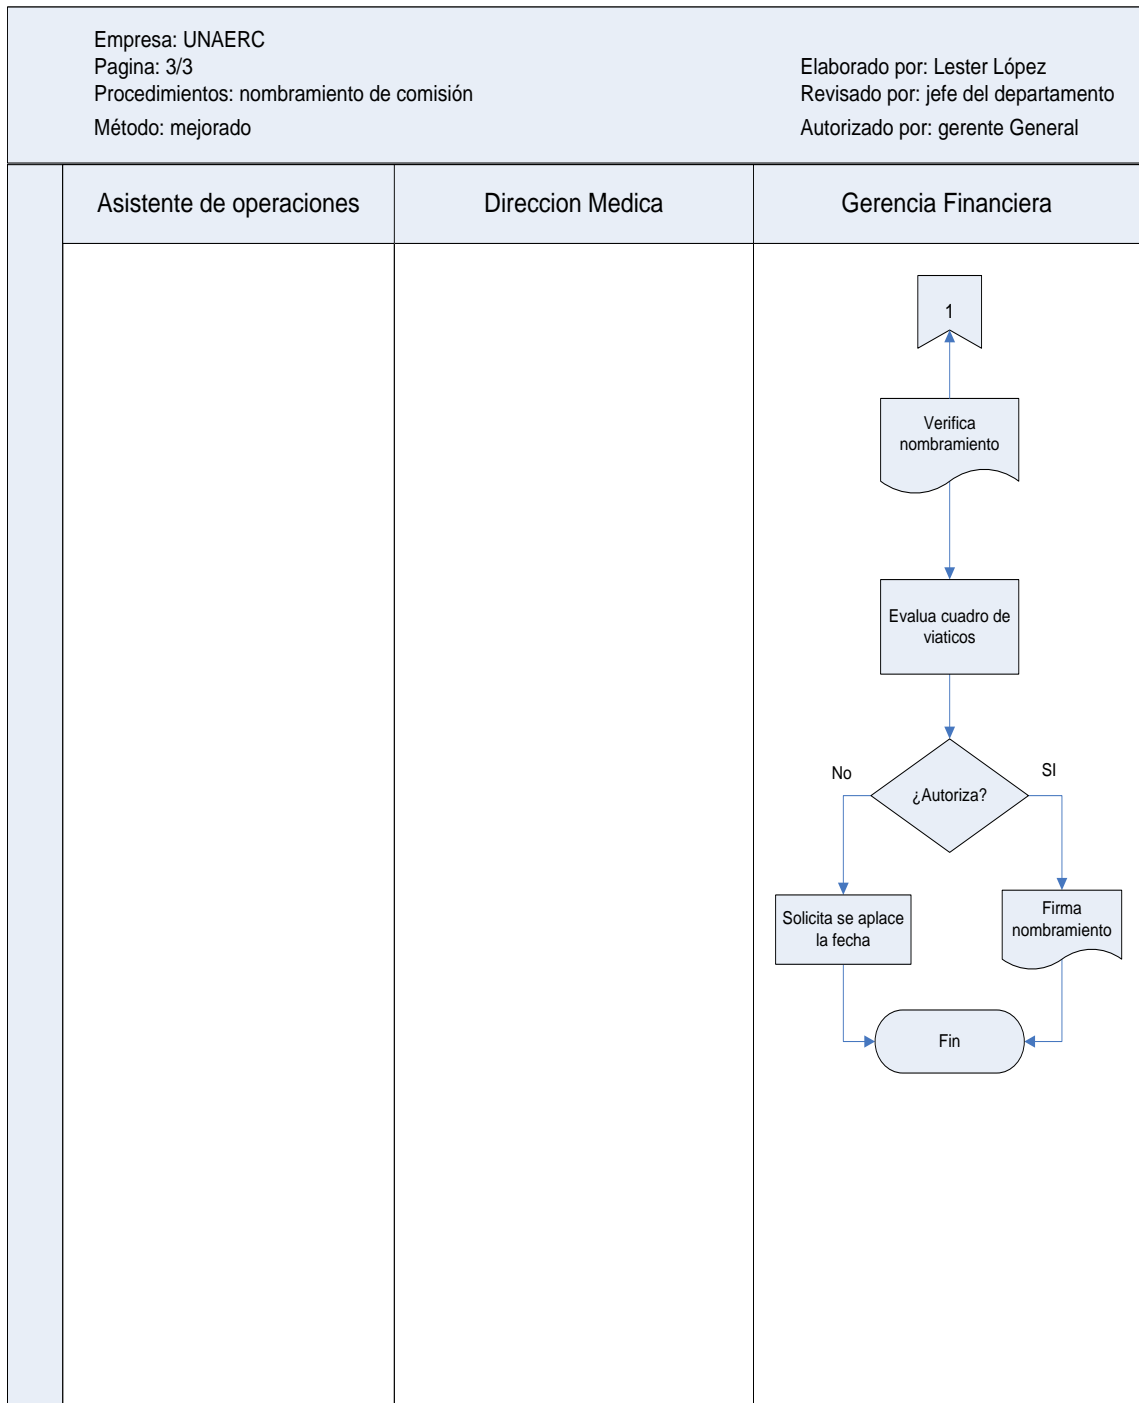 Empresa: UNAERC
Pagina: 3/3
Procedimientos: nombramiento de comisión
Método: mejorado
Elaborado por: Lester López
Revisado por: jefe del departamento
Autorizado por: gerente General
Asistente de operaciones
Direccion Medica
Gerencia Financiera
1
Verifica
nombramiento
Evalua cuadro de
viaticos
¿Autoriza?
No
SI
Solicita se aplace
la fecha
Firma
nombramiento
Fin